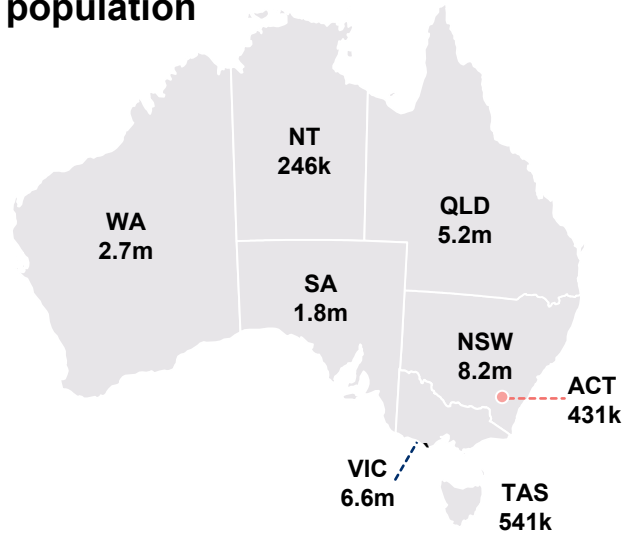 population
NT
246k
WA
2.7m
QLD
5.2m
SA
1.8m
NSW
8.2m
ACT
431k
VIC
6.6m
TAS
541k